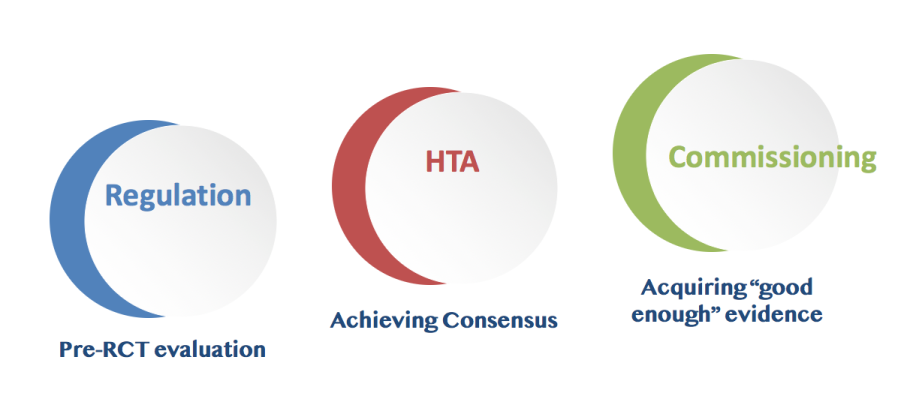 Regulation
Pre-RCT evaluation
HTA
Achieving Consensus
Commissioning
Acquiring “good
enough” evidence